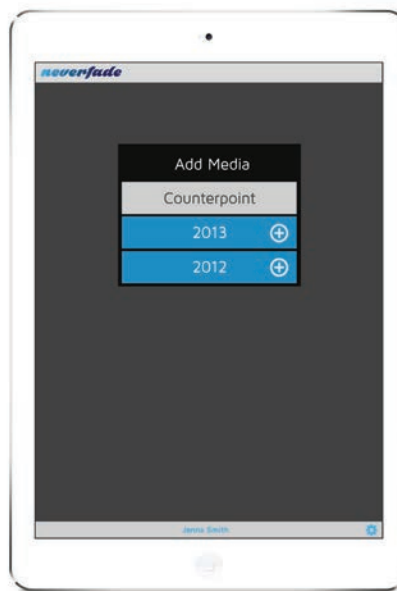 neverfade
Add Media
Counterpoint
2013
2012
Janna Smith